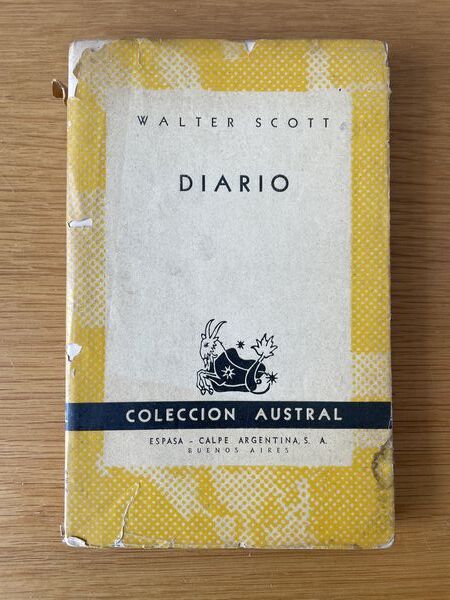 WALTER SCOTT
DIARIO
COLECCION AUSTRAL
ESPASA - CALPE ARGENTINA, S. A.
BUENOS AIRES